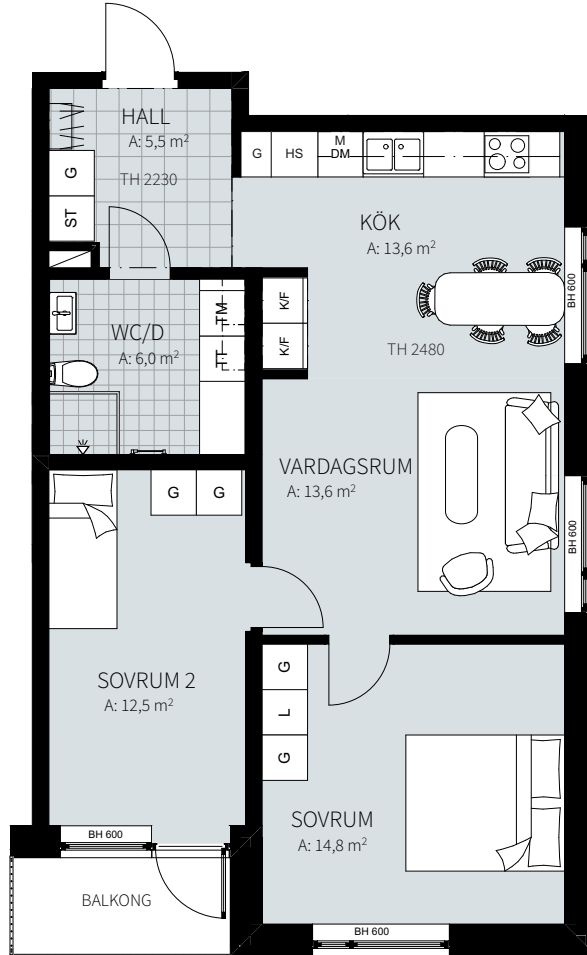 HALL
A: 5,5 m²
TH 2230
G
ST
G
HS
M
DM
KÖK
A: 13,6 m²
BH 600
K/F
K/F
TH 2480
WC/D
A: 6,0 m²
TM
TT
VARDAGSRUM
A: 13,6 m²
BH 600
G
G
SOVRUM 2
A: 12,5 m²
G
L
G
SOVRUM
A: 14,8 m²
BH 600
BALKONG
BH 600